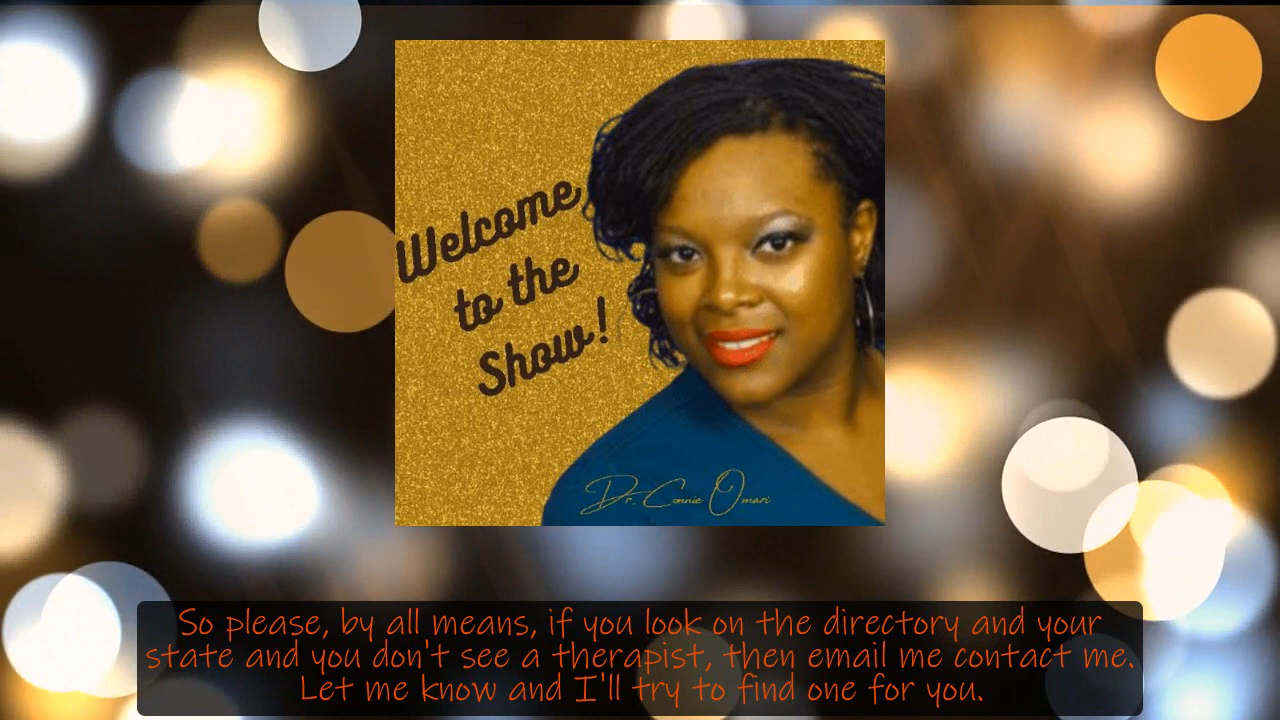 Welcome
to the
Show!
Dr. Connie Omari
So please, by all means, if you look on the directory and your
state and you don't see a therapist, then email me contact me.
Let me know and I'll try to find one for you.